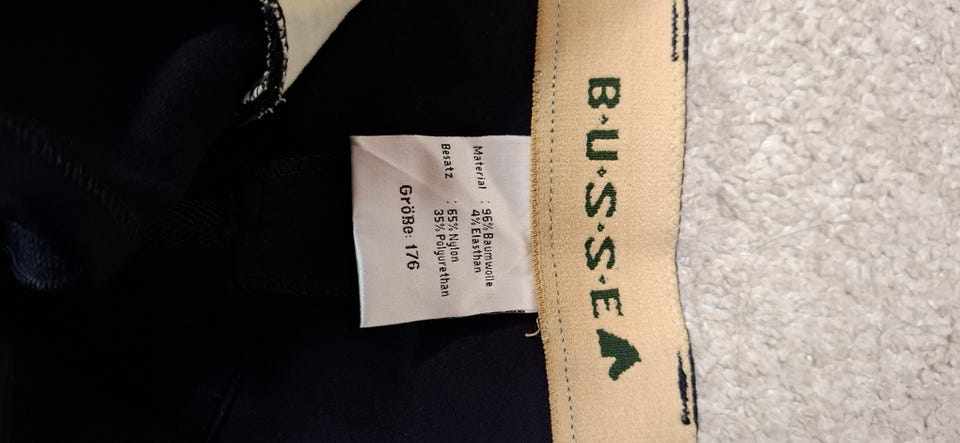 B·U·S·S·E
Material : 96% Baumwolle
4% Elasthan
Besatz : 65% Nylon
35% Polyurethan
Größe: 176